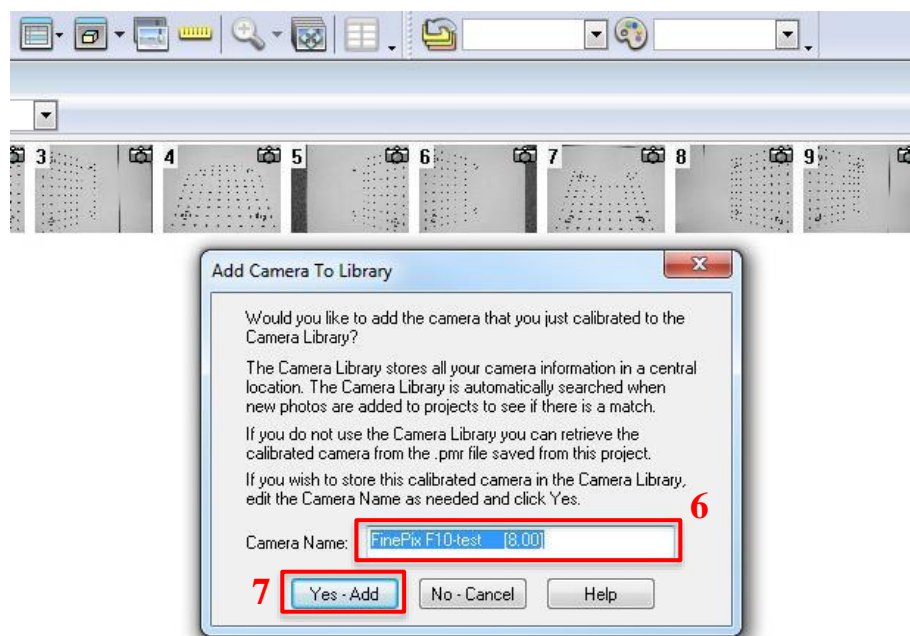 3 4 5 6 7 8 9
Add Camera To Library
Would you like to add the camera that you just calibrated to the
Camera Library?
The Camera Library stores all your camera information in a central
location. The Camera Library is automatically searched when
new photos are added to projects to see if there is a match.
If you do not use the Camera Library you can retrieve the
calibrated camera from the .pmr file saved from this project.
If you wish to store this calibrated camera in the Camera Library,
edit the Camera Name as needed and click Yes.
6
Camera Name: FinePix F10-test [8.00]
7 Yes - Add No - Cancel Help